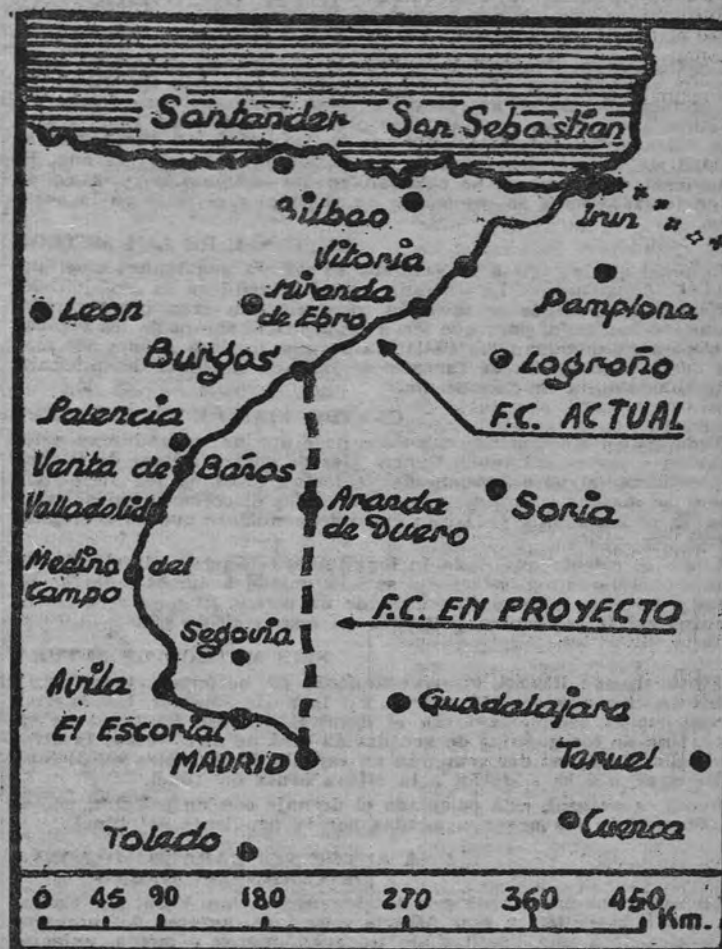 Santander San Sebastian
Bilbao
Irun
Vitoria
Miranda
de Ebro
Pamplona
Leon
Burgos
Logroño
F.C. ACTUAL
Palencia
Venta de Baños
Valladolid
Aranda
de Duero
Soria
Medina del
Campo
F.C. EN PROYECTO
Segovia
Avila
Guadalajara
El Escorial
MADRID
Teruel
Toledo
Cuenca
0 45 90 180 270 360 450
Km.